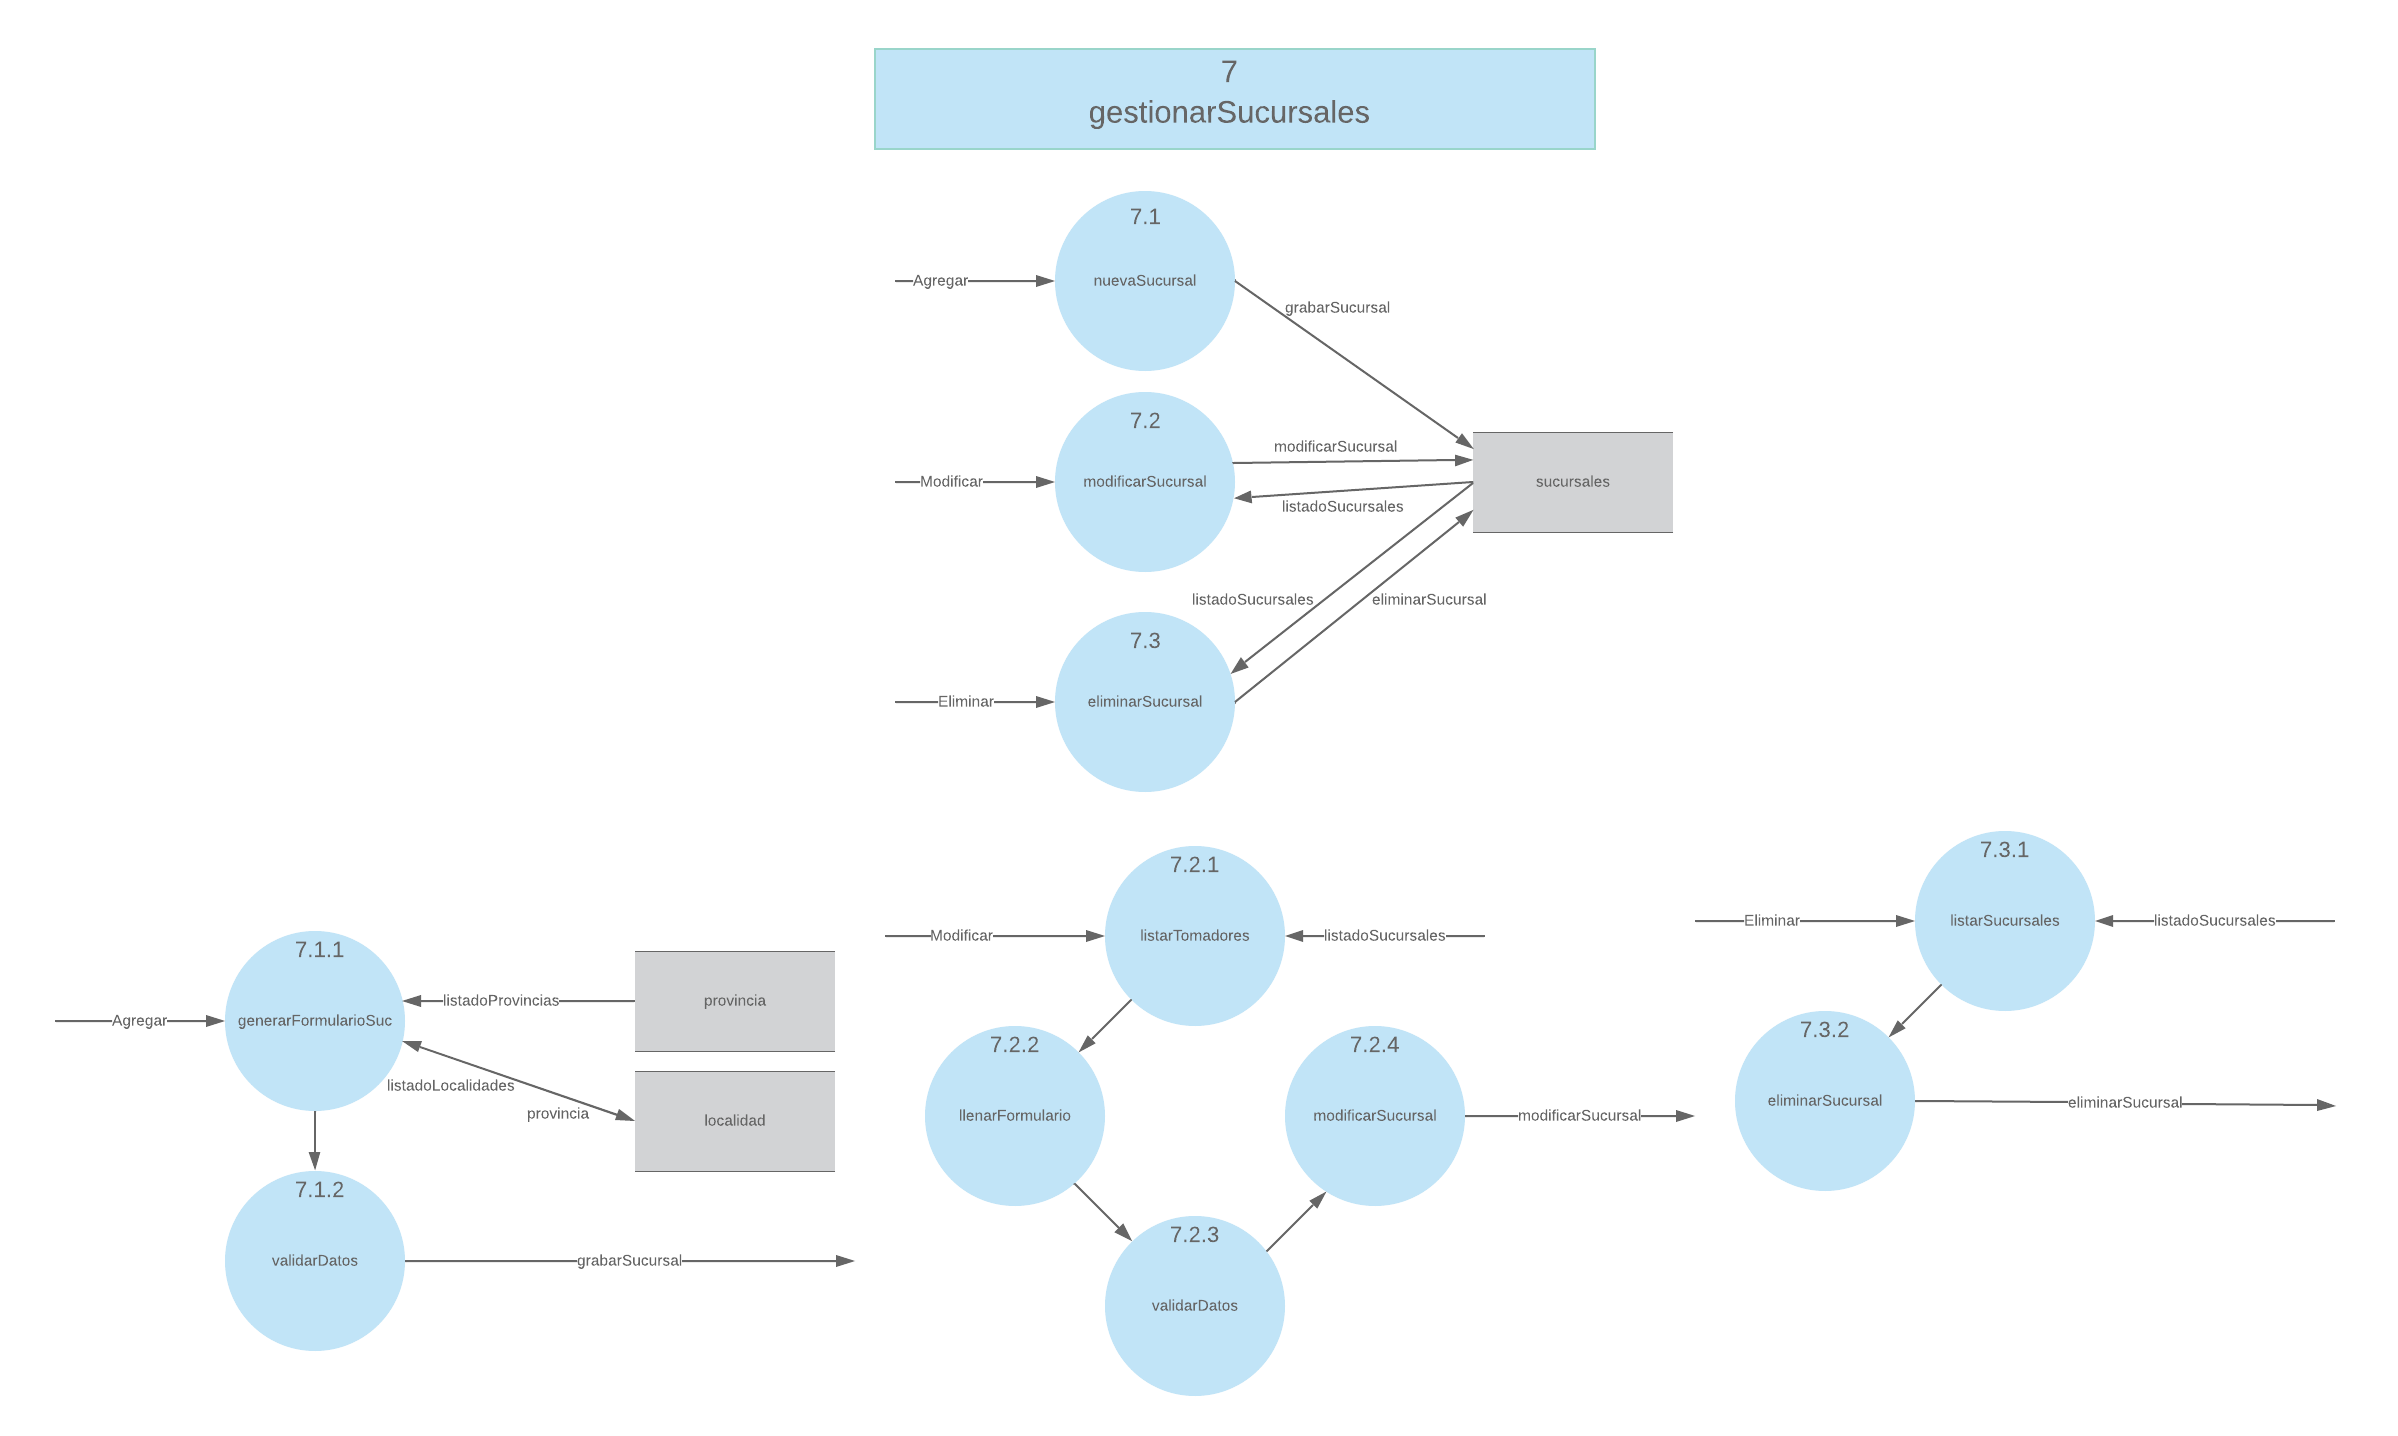 7
gestionarSucursales
7.1
nuevaSucursal
Agregar
grabarSucursal
7.2
modificarSucursal
Modificar
modificarSucursal
listadoSucursales
sucursales
listadoSucursales
eliminarSucursal
7.3
eliminarSucursal
Eliminar
7.1.1
generarFormularioSuc
Agregar
listadoProvincias
provincia
listadoLocalidades
provincia
localidad
7.1.2
validarDatos
grabarSucursal
7.2.1
listarTomadores
Modificar
listadoSucursales
7.2.2
llenarFormulario
7.2.4
modificarSucursal
modificarSucursal
7.2.3
validarDatos
7.3.1
listarSucursales
Eliminar
listadoSucursales
7.3.2
eliminarSucursal
eliminarSucursal